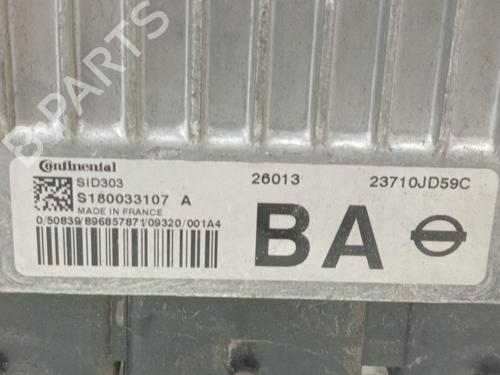 B-Parts
Continental
SID303
S180033107 A
MADE IN FRANCE
0/50839/896857871/09320/001A4
26013
23710JD59C
BA